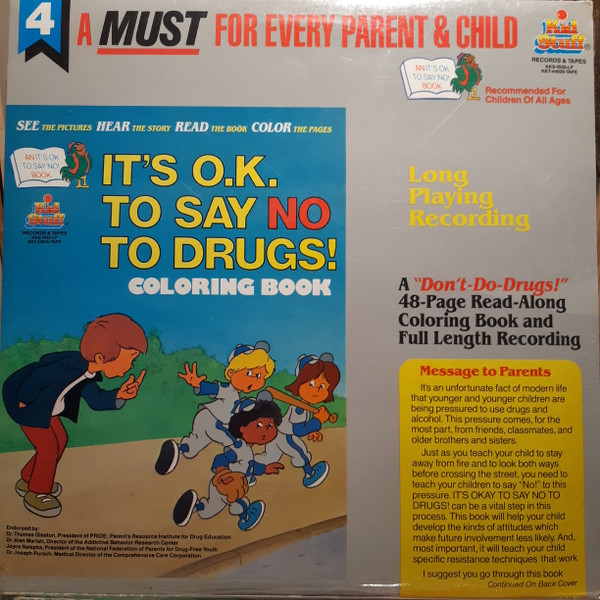 4 A MUST FOR EVERY PARENT & CHILD
Kid Stuff®
RECORDS & TAPES
AN IT'S OK
TO SAY NO!
BOOK
Recommended For
Children Of All Ages
SEE THE PICTURES HEAR THE STORY READ THE BOOK COLOR THE PAGES
AN IT'S OK
TO SAY NO!
BOOK
Kid Stuff
RECORDS & TAPES
IT'S O.K.
TO SAY NO
TO DRUGS!
COLORING BOOK
Long
Playing
Recording
A "Don't-Do-Drugs!"
48-Page Read-Along
Coloring Book and
Full Length Recording
Message to Parents
It's an unfortunate fact of modern life
that younger and younger children are
being pressured to use drugs and
alcohol. This pressure comes, for the
most part, from friends, classmates, and
older brothers and sisters.
Just as you teach your child to stay
away from fire and to look both ways
before crossing the street, you need to
teach your children to say "No!" to this
pressure. IT'S OKAY TO SAY NO TO
DRUGS! can be a vital step in this
process. This book will help your child
develop the kinds of attitudes which
make future involvement less likely. And,
most important, it will teach your child
specific resistance techniques that work.
I suggest you go through this book
Continued On Back Cover
Endorsed by:
Dr. Thomas Gleaton, President of PRIDE; Parent's Resource Institute for Drug Education
Dr. Alan Marlatt, Director of the Addictive Behavior Research Center
Joyce Nalepka, President of the National Federation of Parents for Drug-Free Youth
Dr. Joseph Pursch, Medical Director of the Comprehensive Care Corporation